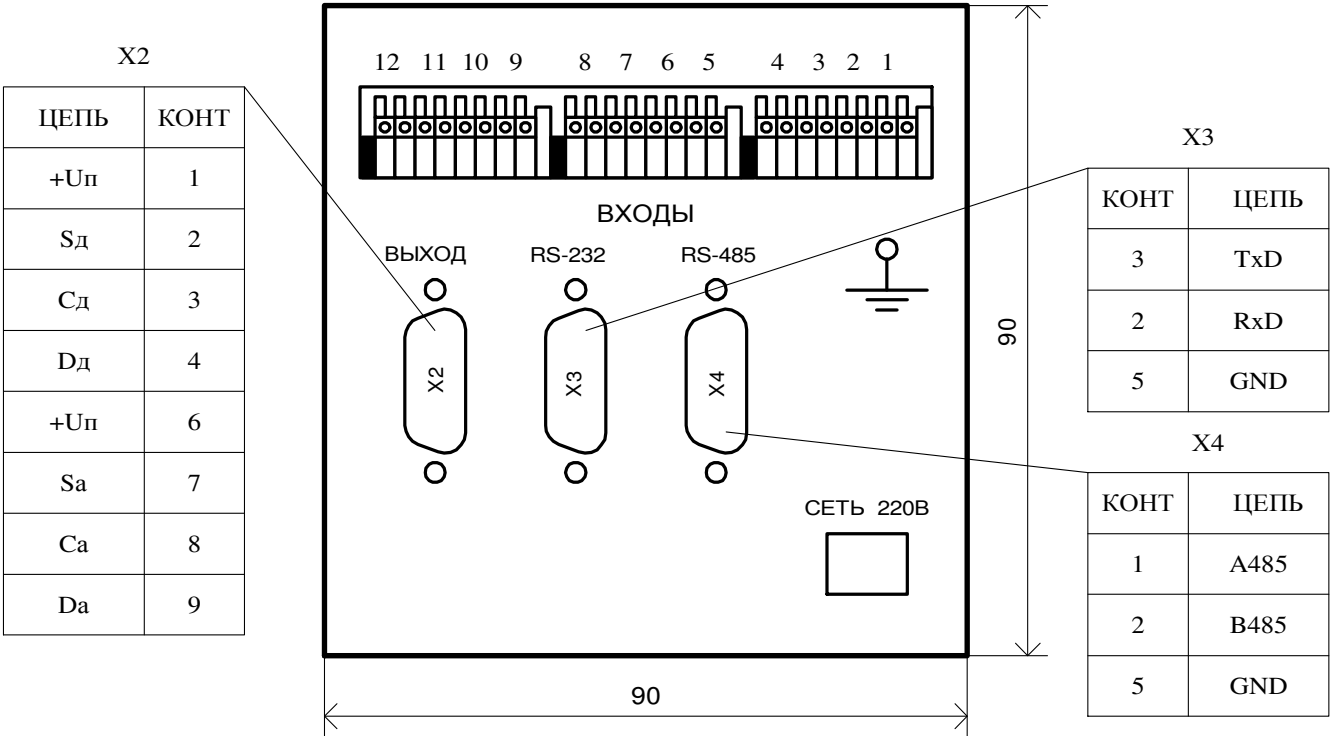 X2
ЦЕПЬ КОНТ
+Uп 1
Sд 2
Cд 3
Dд 4
+Uп 6
Sa 7
Ca 8
Da 9
12 11 10 9 8 7 6 5 4 3 2 1
ВХОДЫ
ВЫХОД RS-232 RS-485
X2 X3 X4
СЕТЬ 220В
90
90
X3
КОНТ ЦЕПЬ
3 TxD
2 RxD
5 GND
X4
КОНТ ЦЕПЬ
1 A485
2 B485
5 GND